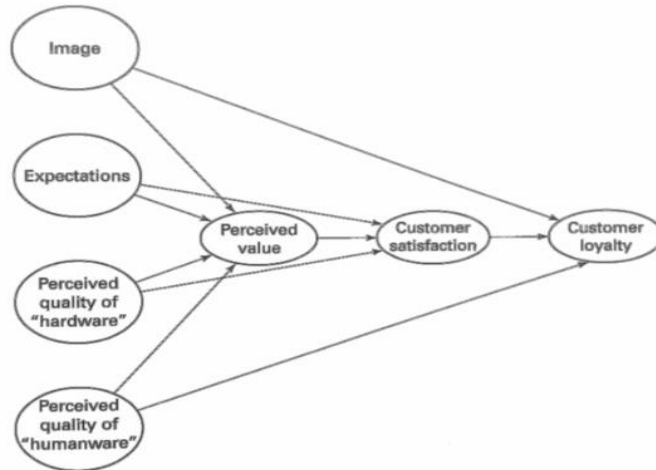 Image
Expectations
Perceived
value
Customer
satisfaction
Customer
loyalty
Perceived
quality of
"hardware"
Perceived
quality of
"humanware"